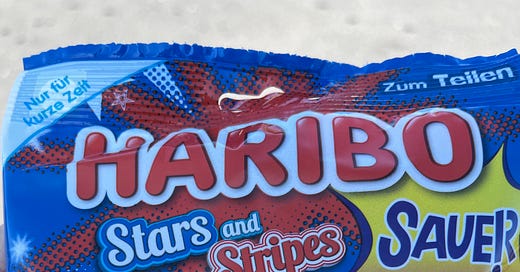 Nur für
kurze Zeit
Zum Teilen
HARIBO
Stars and
Stripes
SAUER